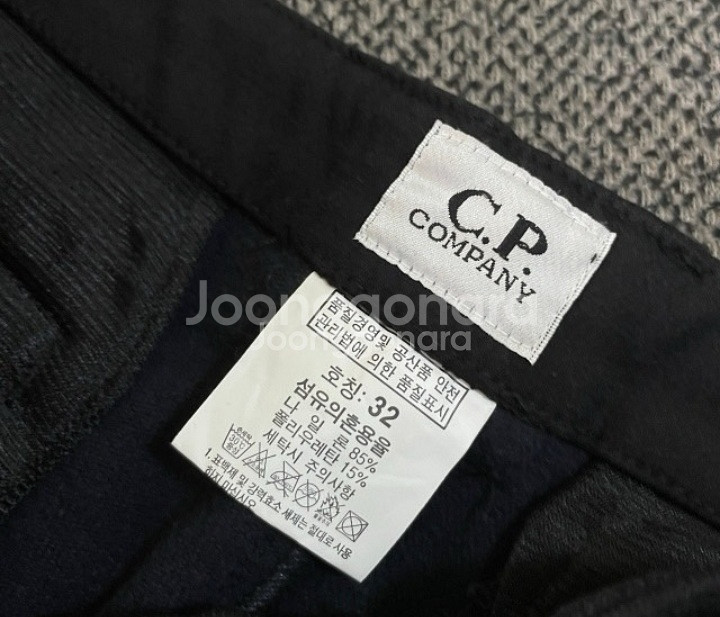 C.P.
COMPANY
Joonggonara
Joonggonara
품질경영및 공산품 안전
관리법에 의한 품질표시
호칭: 32
섬유의혼용율
나 일 론 85%
폴리우레탄 15%
세탁시 주의사항
1. 표백제 및 강력효소 세제는 절대로 사용
하지 마십시오